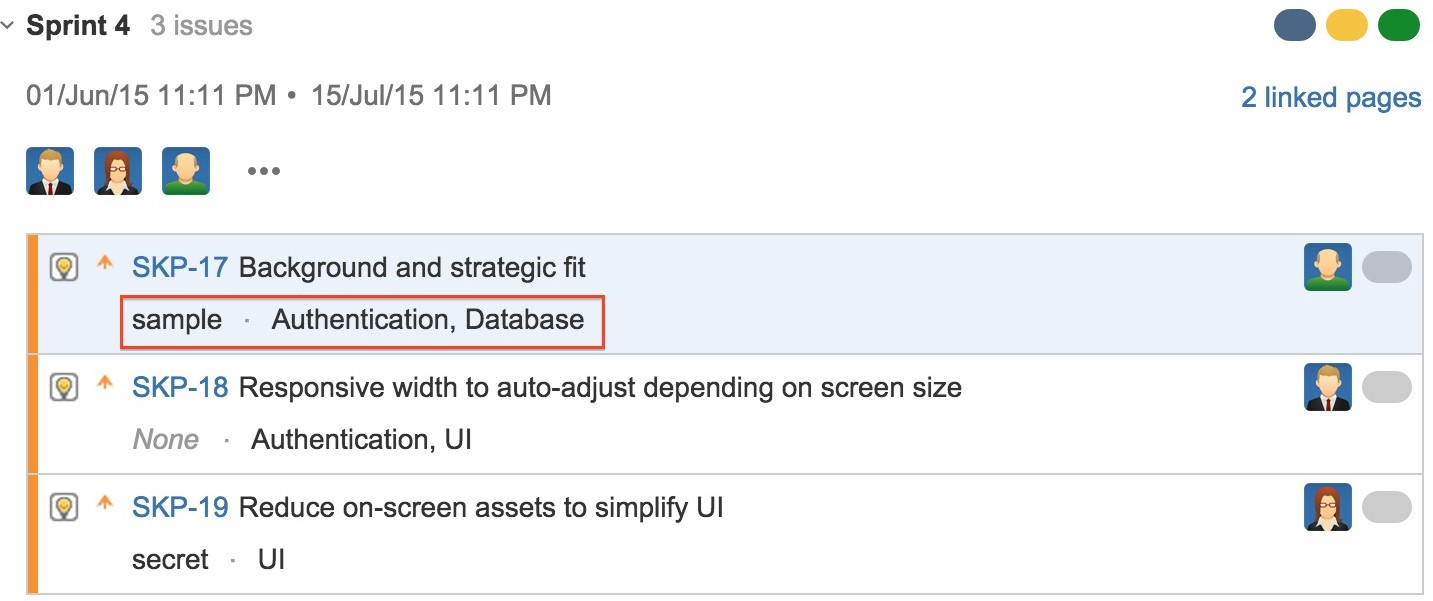 Sprint 4 3 issues
01/Jun/15 11:11 PM • 15/Jul/15 11:11 PM
2 linked pages
SKP-17 Background and strategic fit
sample · Authentication, Database
SKP-18 Responsive width to auto-adjust depending on screen size
None · Authentication, UI
SKP-19 Reduce on-screen assets to simplify UI
secret · UI